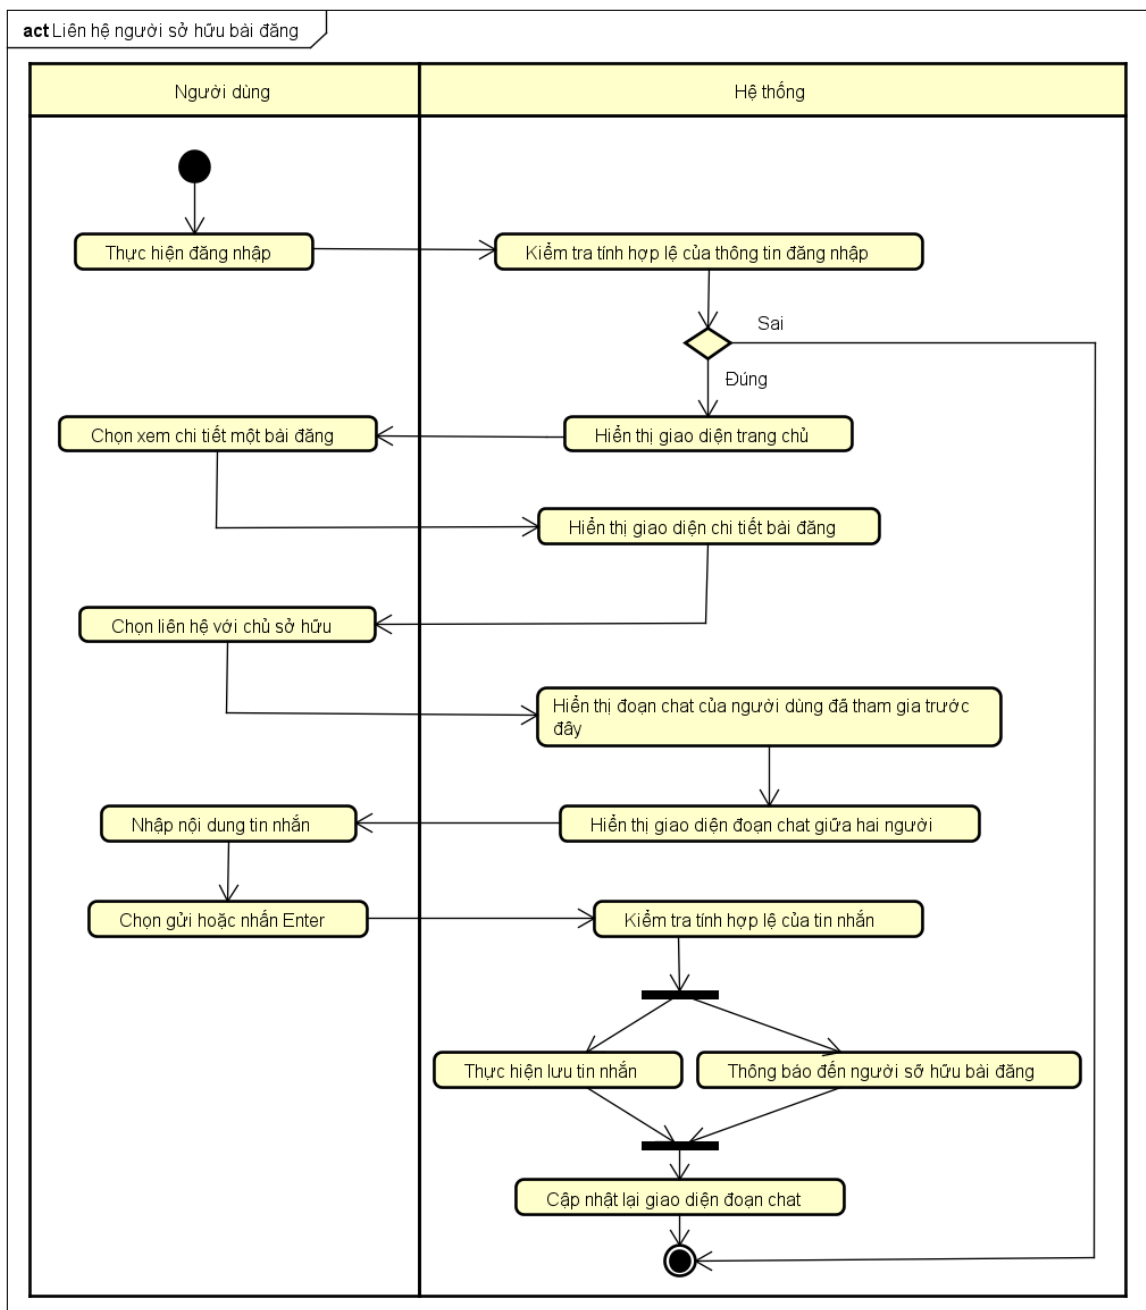 act Liên hệ người sở hữu bài đăng
Người dùng
Hệ thống
Thực hiện đăng nhập
Kiểm tra tính hợp lệ của thông tin đăng nhập
Sai
Đúng
Chọn xem chi tiết một bài đăng
Hiển thị giao diện trang chủ
Hiển thị giao diện chi tiết bài đăng
Chọn liên hệ với chủ sở hữu
Hiển thị đoạn chat của người dùng đã tham gia trước
đây
Nhập nội dung tin nhắn
Hiển thị giao diện đoạn chat giữa hai người
Chọn gửi hoặc nhấn Enter
Kiểm tra tính hợp lệ của tin nhắn
Thực hiện lưu tin nhắn
Thông báo đến người sỡ hữu bài đăng
Cập nhật lại giao diện đoạn chat